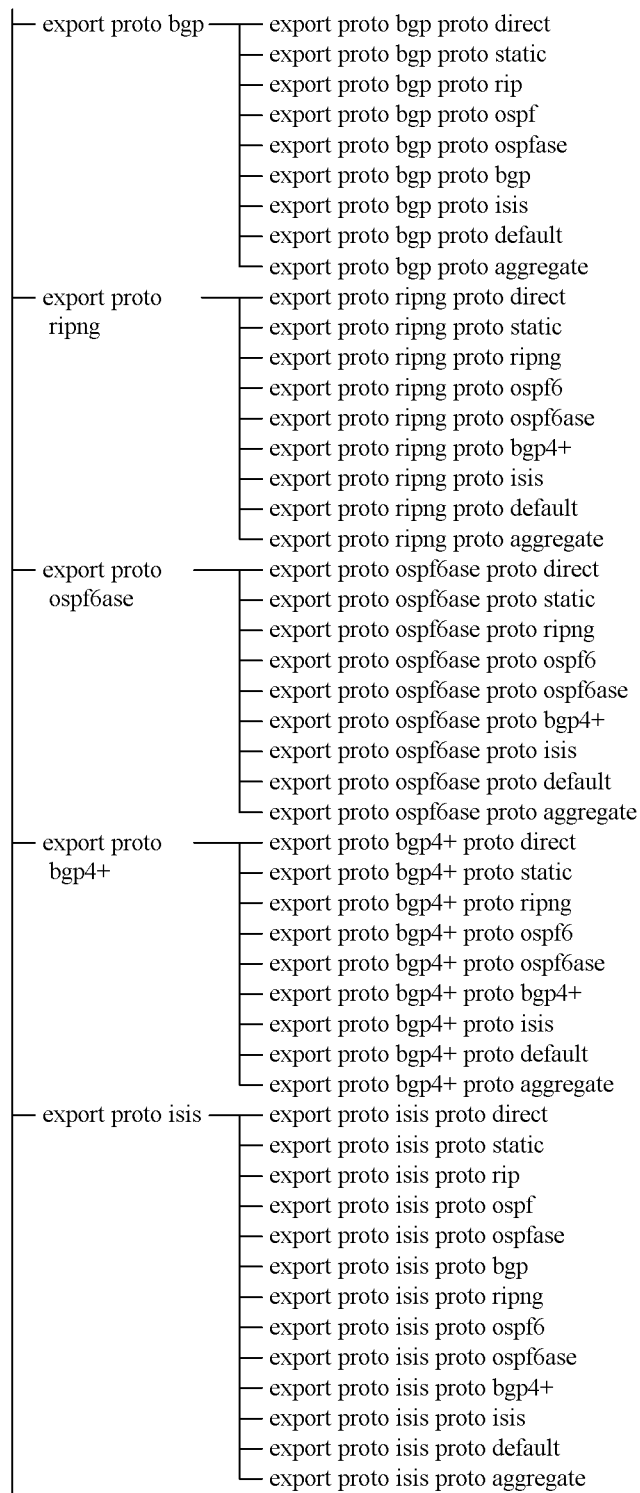 export proto bgp
export proto bgp proto direct
export proto bgp proto static
export proto bgp proto rip
export proto bgp proto ospf
export proto bgp proto ospfase
export proto bgp proto bgp
export proto bgp proto isis
export proto bgp proto default
export proto bgp proto aggregate
export proto
ripng
export proto ripng proto direct
export proto ripng proto static
export proto ripng proto ripng
export proto ripng proto ospf6
export proto ripng proto ospf6ase
export proto ripng proto bgp4+
export proto ripng proto isis
export proto ripng proto default
export proto ripng proto aggregate
export proto
ospf6ase
export proto ospf6ase proto direct
export proto ospf6ase proto static
export proto ospf6ase proto ripng
export proto ospf6ase proto ospf6
export proto ospf6ase proto ospf6ase
export proto ospf6ase proto bgp4+
export proto ospf6ase proto isis
export proto ospf6ase proto default
export proto ospf6ase proto aggregate
export proto
bgp4+
export proto bgp4+ proto direct
export proto bgp4+ proto static
export proto bgp4+ proto ripng
export proto bgp4+ proto ospf6
export proto bgp4+ proto ospf6ase
export proto bgp4+ proto bgp4+
export proto bgp4+ proto isis
export proto bgp4+ proto default
export proto bgp4+ proto aggregate
export proto isis
export proto isis proto direct
export proto isis proto static
export proto isis proto rip
export proto isis proto ospf
export proto isis proto ospfase
export proto isis proto bgp
export proto isis proto ripng
export proto isis proto ospf6
export proto isis proto ospf6ase
export proto isis proto bgp4+
export proto isis proto isis
export proto isis proto default
export proto isis proto aggregate